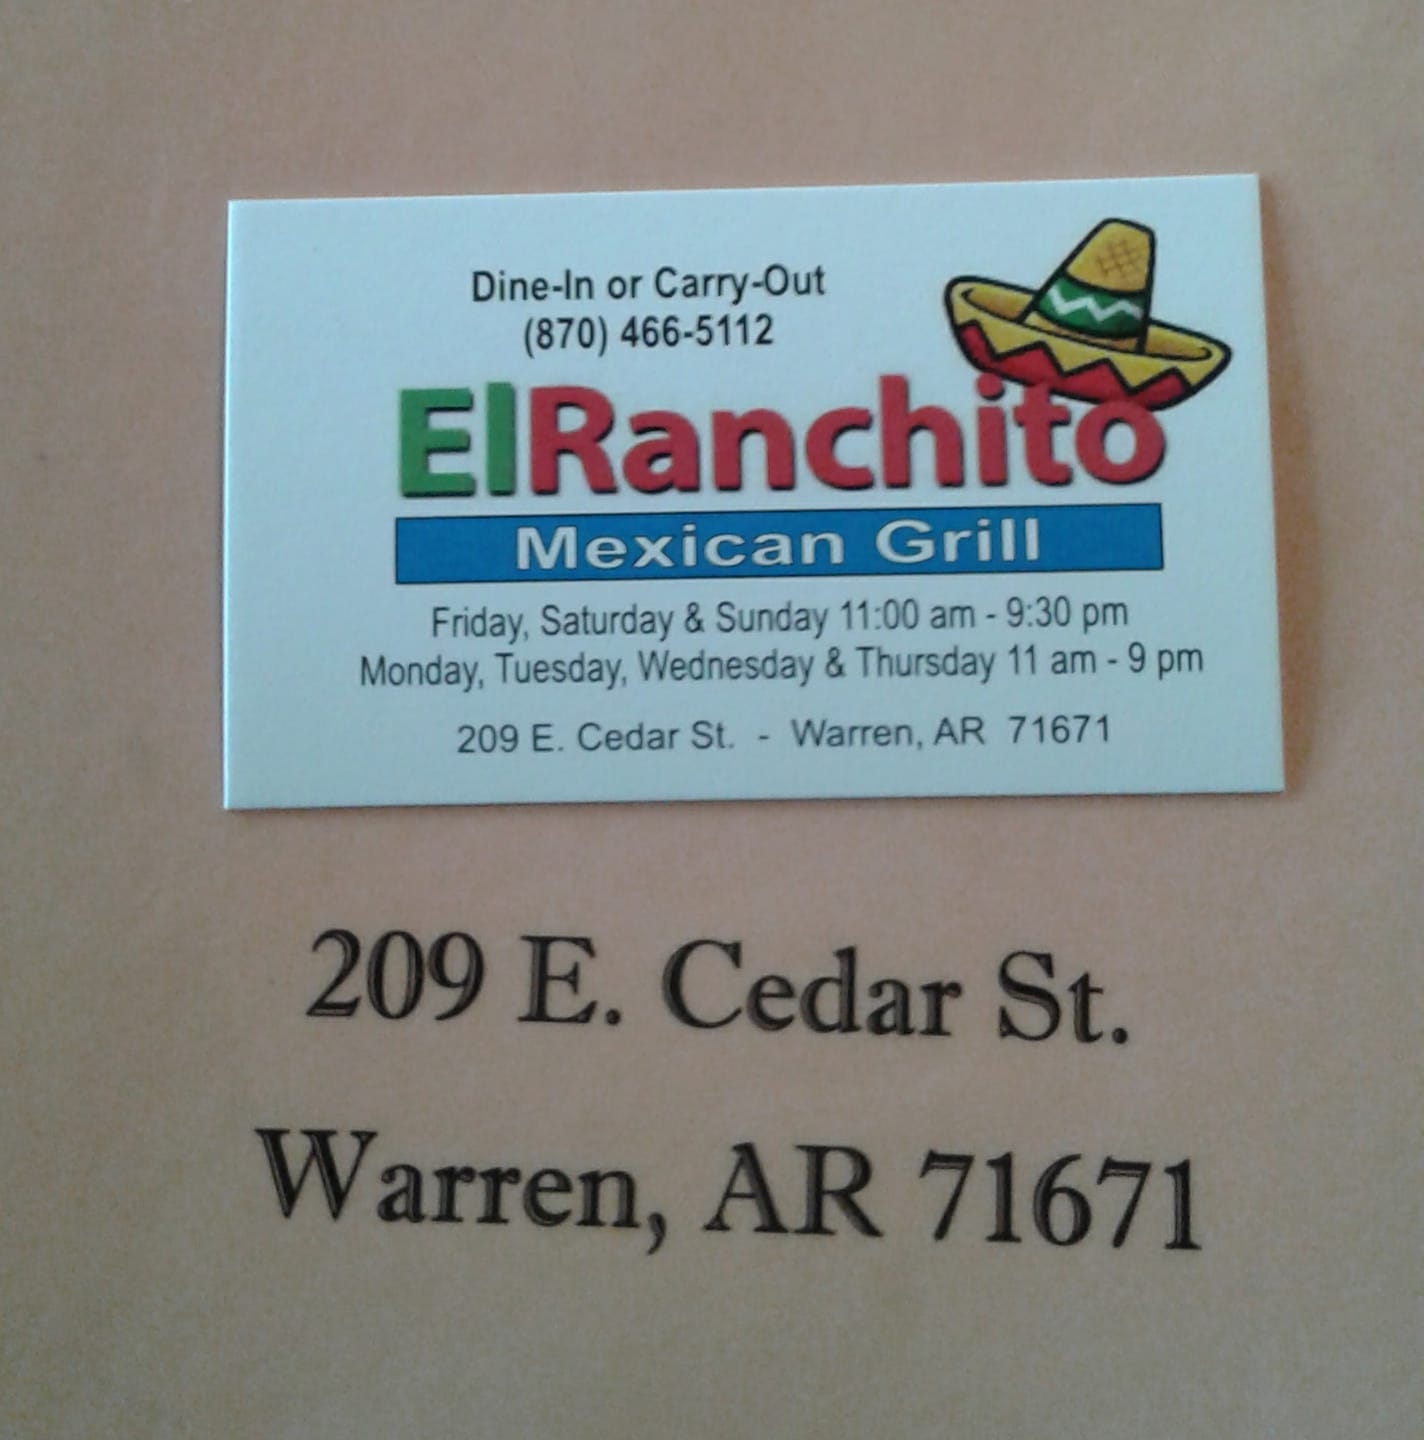 Dine-In or Carry-Out
(870) 466-5112
ElRanchito
Mexican Grill
Friday, Saturday & Sunday 11:00 am - 9:30 pm
Monday, Tuesday, Wednesday & Thursday 11 am - 9 pm
209 E. Cedar St. - Warren, AR 71671
209 E. Cedar St.
Warren, AR 71671